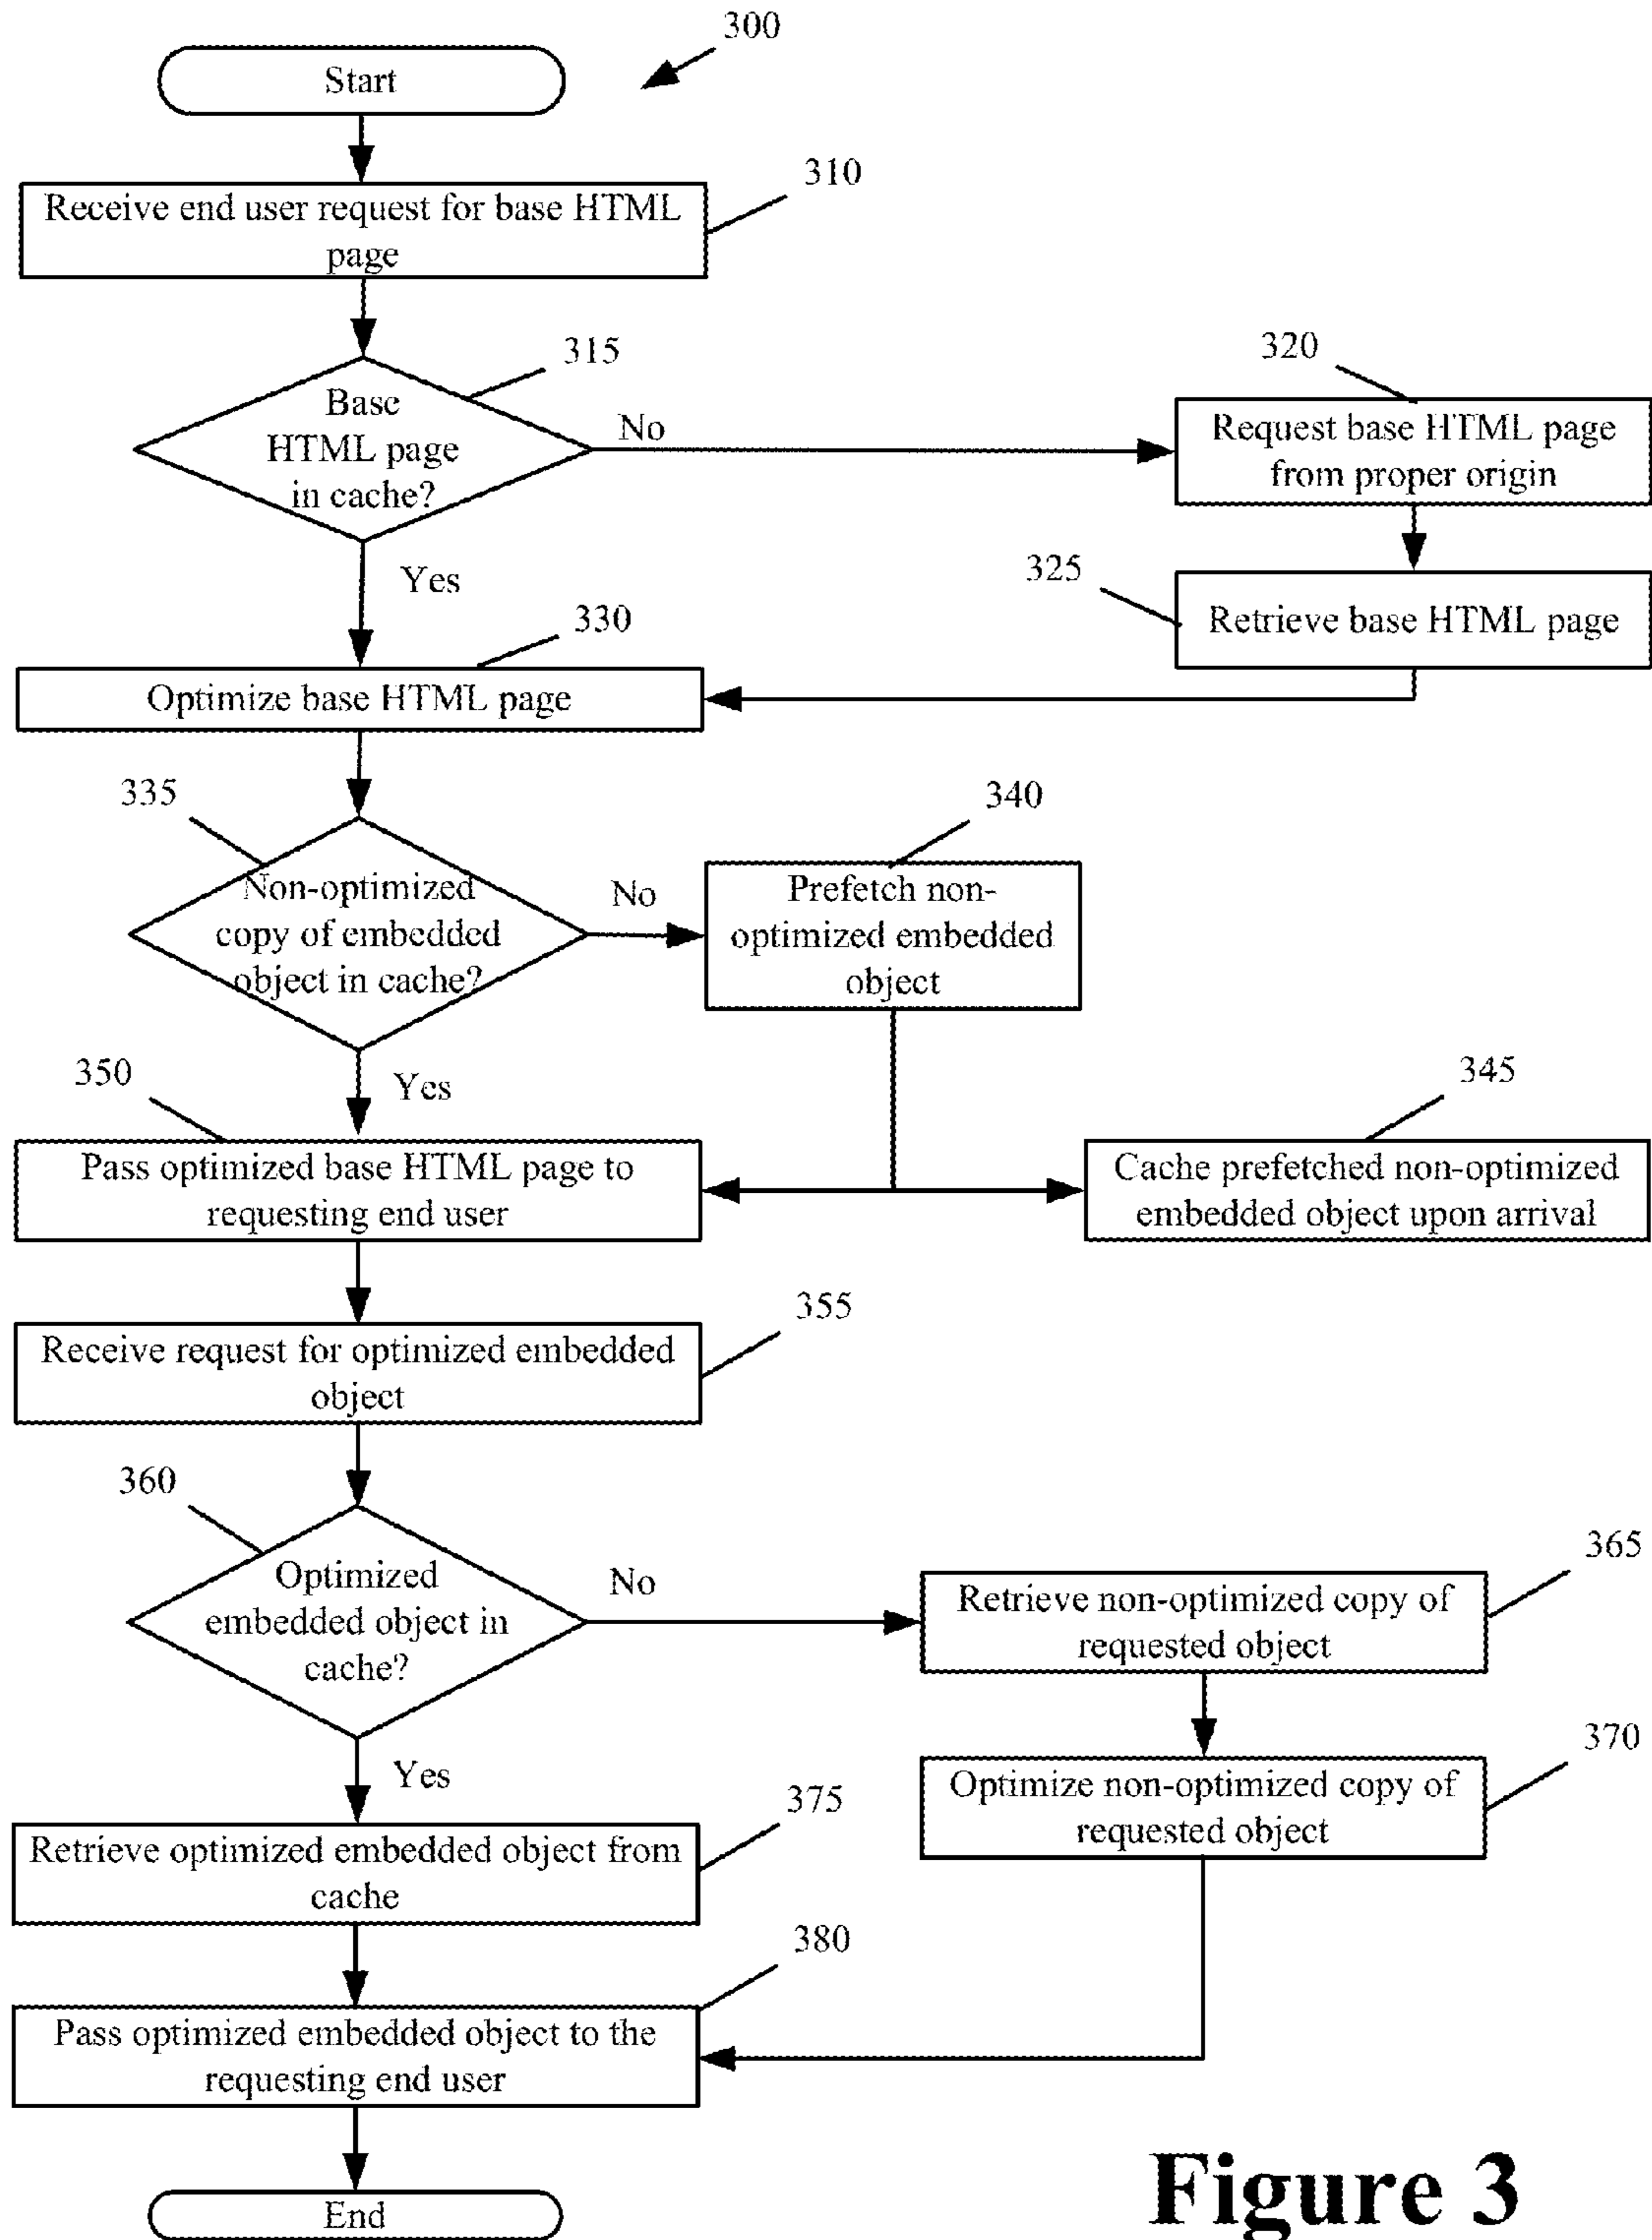 300
Start
310
Receive end user request for base HTML
page
315
Base
HTML page
in cache?
No
320
Request base HTML page
from proper origin
Yes
325
Retrieve base HTML page
330
Optimize base HTML page
335
Non-optimized
copy of embedded
object in cache?
No
340
Prefetch non-
optimized embedded
object
Yes
345
Cache prefetched non-optimized
embedded object upon arrival
350
Pass optimized base HTML page to
requesting end user
355
Receive request for optimized embedded
object
360
Optimized
embedded object in
cache?
No
365
Retrieve non-optimized copy of
requested object
370
Optimize non-optimized copy of
requested object
Yes
375
Retrieve optimized embedded object from
cache
380
Pass optimized embedded object to the
requesting end user
End
Figure 3